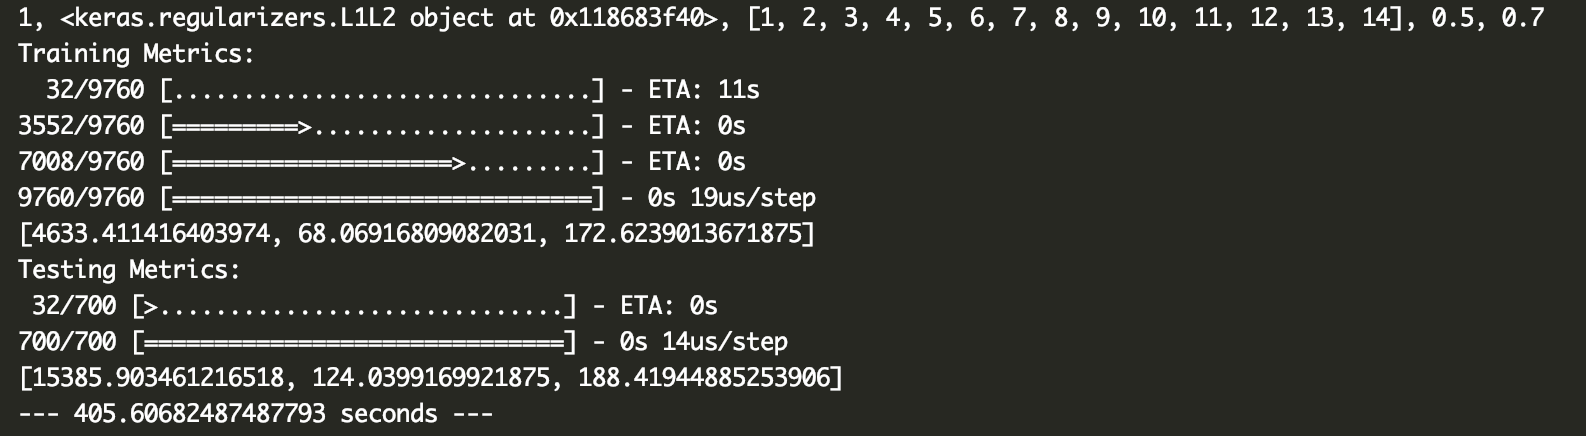 1, <keras.regularizers.L1L2 object at 0x118683f40>, [1, 2, 3, 4, 5, 6, 7, 8, 9, 10, 11, 12, 13, 14], 0.5, 0.7
Training Metrics:
  32/9760 [..............................] - ETA: 11s
3552/9760 [=========>....................] - ETA: 0s
7008/9760 [====================>.........] - ETA: 0s
9760/9760 [==============================] - 0s 19us/step
[4633.411416403974, 68.06916809082031, 172.6239013671875]
Testing Metrics:
 32/700 [>.............................] - ETA: 0s
700/700 [==============================] - 0s 14us/step
[15385.903461216518, 124.0399169921875, 188.41944885253906]
--- 405.60682487487793 seconds ---